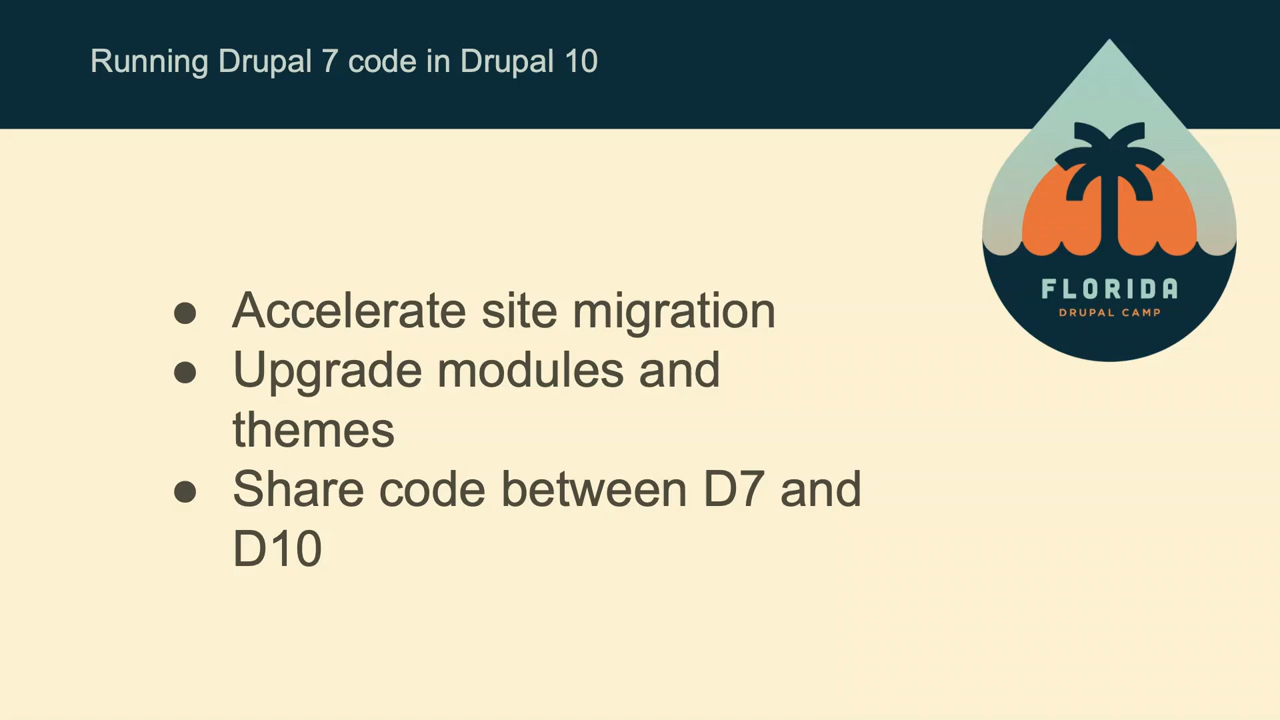 Running Drupal 7 code in Drupal 10
● Accelerate site migration
● Upgrade modules and
themes
● Share code between D7 and
D10
FLORIDA
DRUPAL CAMP